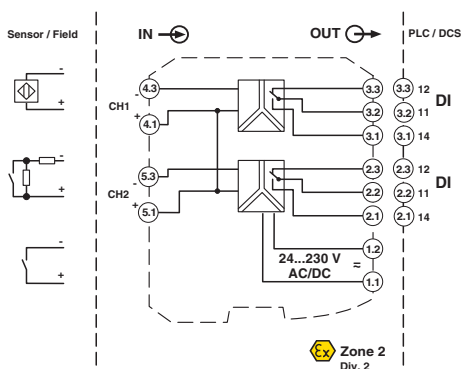 Sensor / Field
IN
OUT
PLC / DCS
-
+
CH1
-
+
4.3
4.1
3.3
3.2
3.1
3.3 12
3.2 11
3.1 14
DI
-
+
CH2
-
+
5.3
5.1
2.3
2.2
2.1
2.3 12
2.2 11
2.1 14
DI
-
+
24...230 V
AC/DC
≈
1.2
1.1
Ex
Zone 2
Div. 2